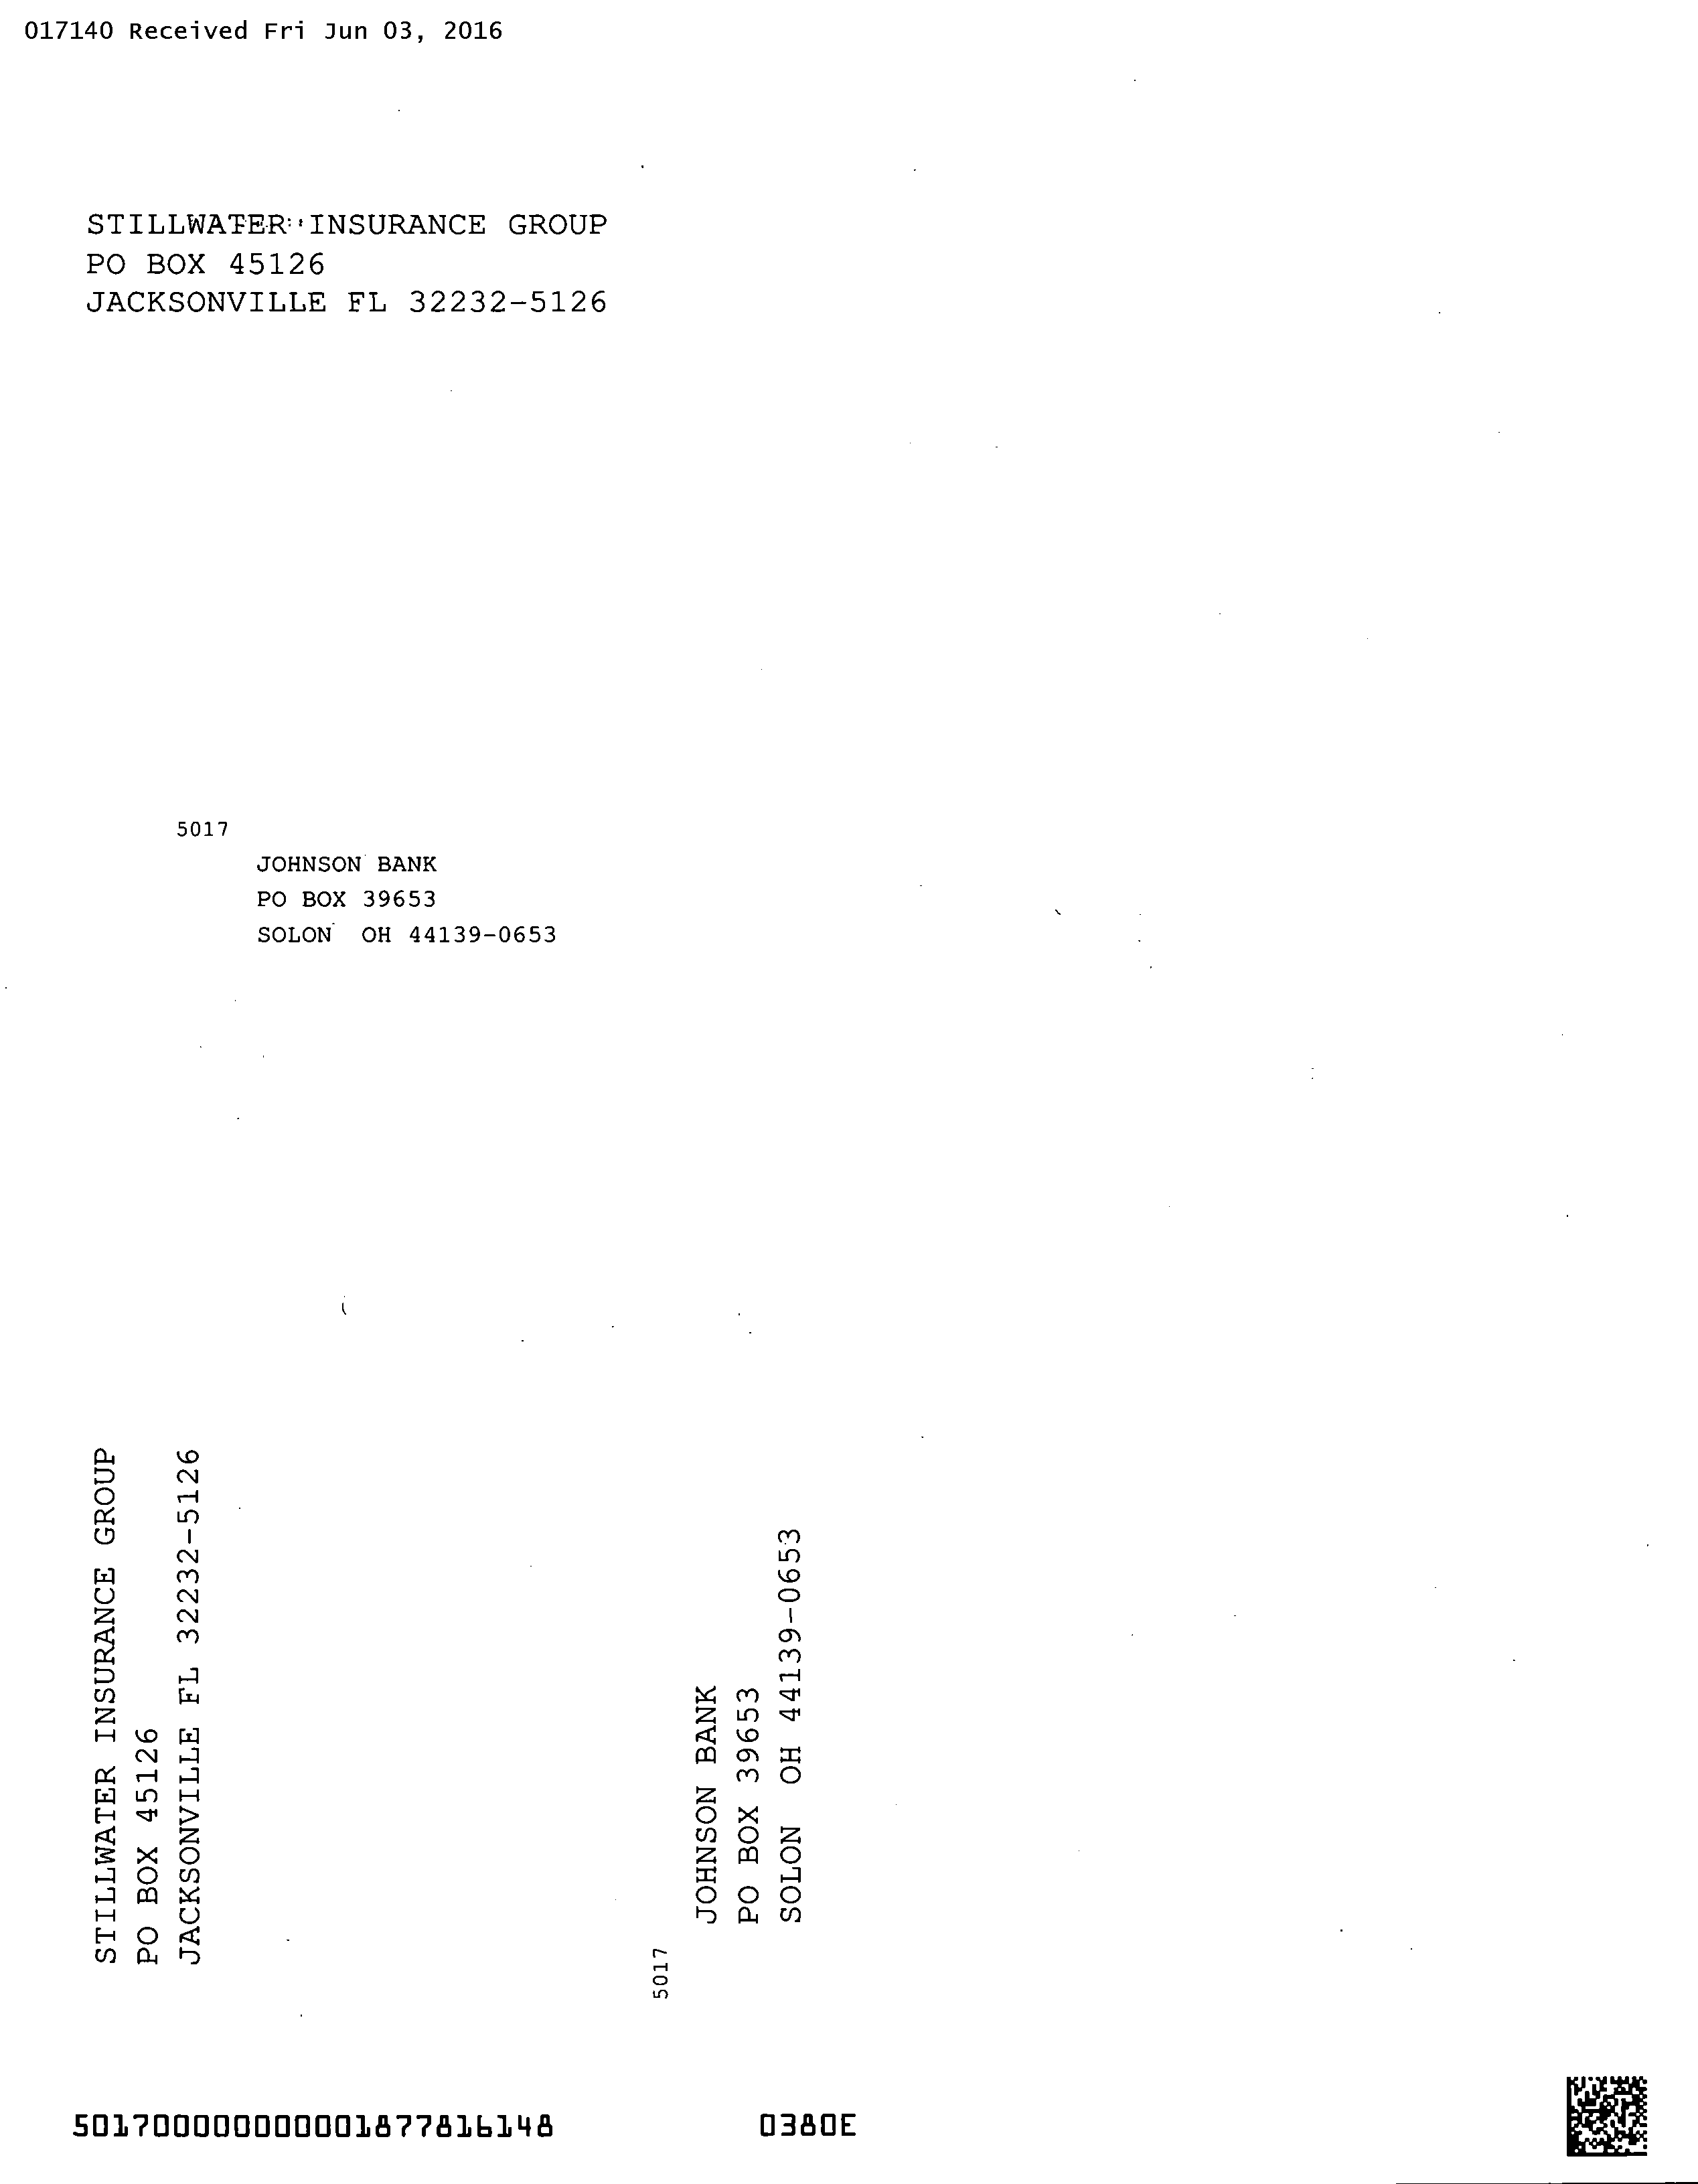 017140 Received Fri Jun 03, 2016
STILLWATER INSURANCE GROUP
PO BOX 45126
JACKSONVILLE FL 32232-5126
5017
JOHNSON BANK
PO BOX 39653
SOLON OH 44139-0653
STILLWATER INSURANCE GROUP
PO BOX 45126
JACKSONVILLE FL 32232-5126
5017
JOHNSON BANK
PO BOX 39653
SOLON OH 44139-0653
5017000000000001877816148
0380E